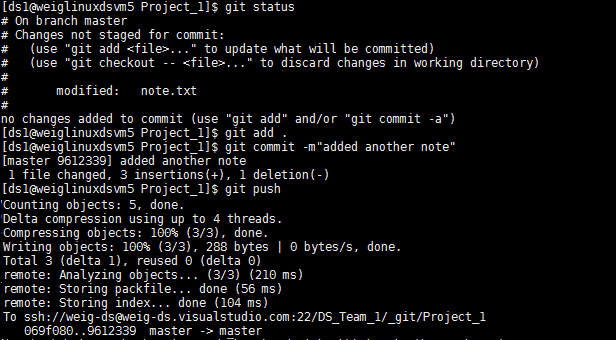 [ds1@weiglinuxdsvm5 Project_1]$ git status
# On branch master
# Changes not staged for commit:
#   (use "git add <file>..." to update what will be committed)
#   (use "git checkout -- <file>..." to discard changes in working directory)
#
#       modified:   note.txt
#
no changes added to commit (use "git add" and/or "git commit -a")
[ds1@weiglinuxdsvm5 Project_1]$ git add .
[ds1@weiglinuxdsvm5 Project_1]$ git commit -m"added another note"
[master 9612339] added another note
 1 file changed, 3 insertions(+), 1 deletion(-)
[ds1@weiglinuxdsvm5 Project_1]$ git push
Counting objects: 5, done.
Delta compression using up to 4 threads.
Compressing objects: 100% (3/3), done.
Writing objects: 100% (3/3), 288 bytes | 0 bytes/s, done.
Total 3 (delta 1), reused 0 (delta 0)
remote: Analyzing objects... (3/3) (210 ms)
remote: Storing packfile... done (56 ms)
remote: Storing index... done (104 ms)
To ssh://weig-ds@weig-ds.visualstudio.com:22/DS_Team_1/_git/Project_1
   069f080..9612339  master -> master